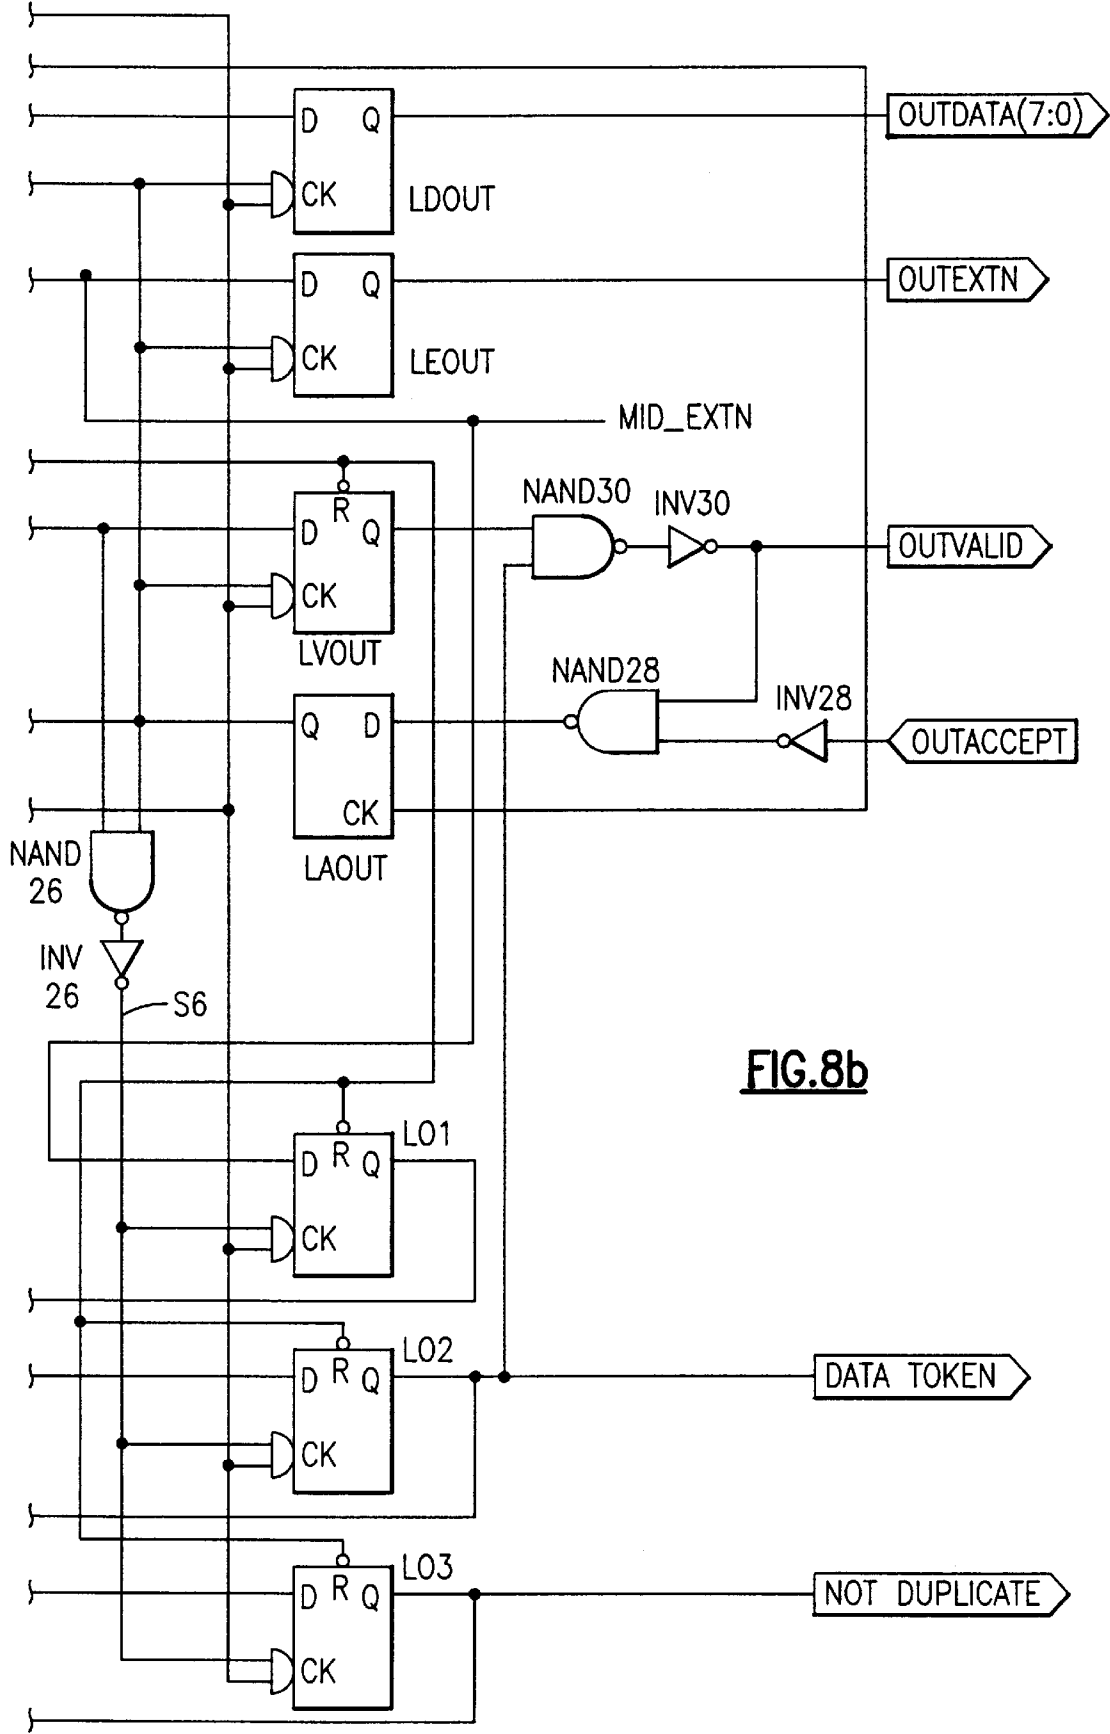 D Q
OUTDATA(7:0)
CK
LDOUT
D Q
OUTEXTN
CK
LEOUT
MID_EXTN
D R Q
NAND30
INV30
OUTVALID
CK
LVOUT
NAND28
INV28
Q D
OUTACCEPT
CK
LAOUT
NAND
26
INV
26
S6
FIG.8b
LO1
D R Q
CK
LO2
D R Q
DATA TOKEN
CK
LO3
D R Q
NOT DUPLICATE
CK